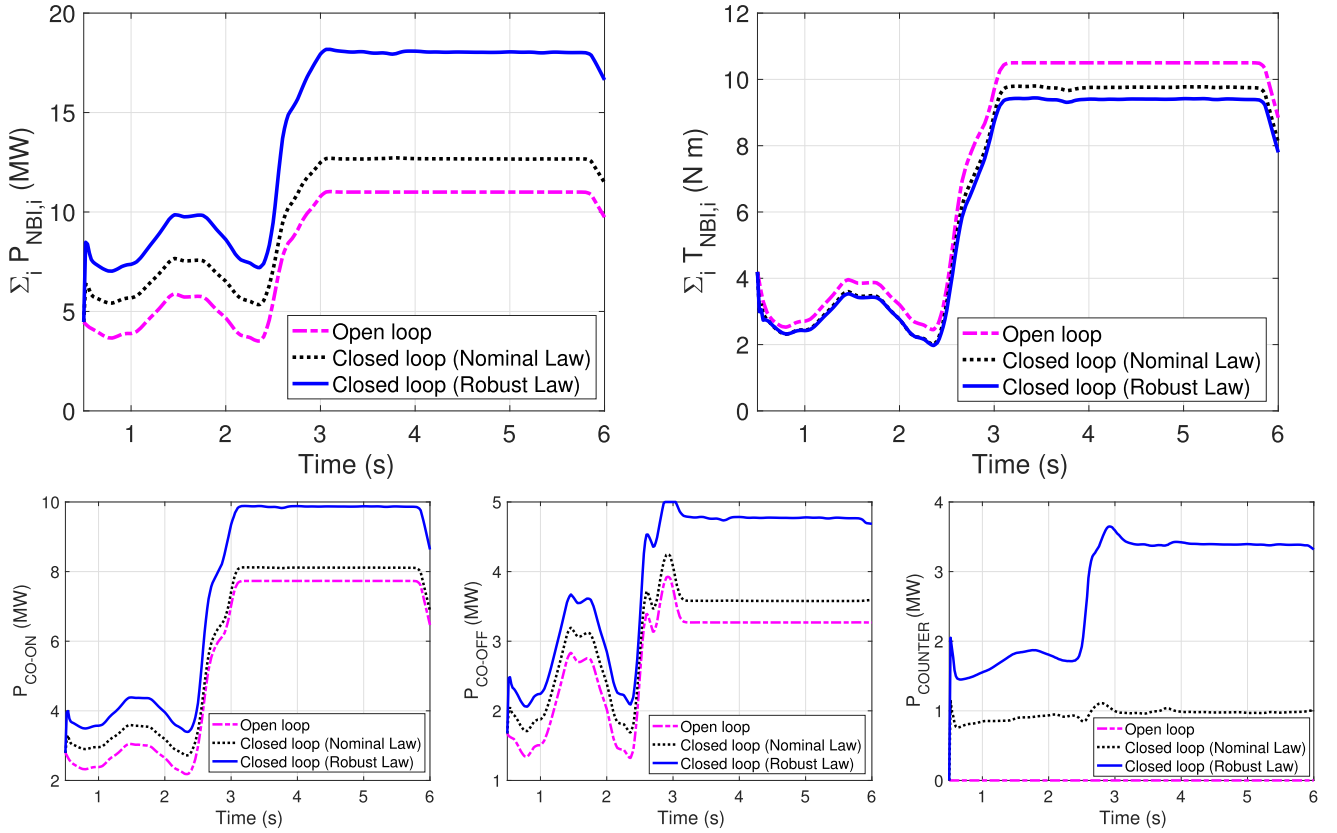 20
15
10
5
0
1
2
3
4
5
6
Σi PNBI,i (MW)
Time (s)
Open loop
Closed loop (Nominal Law)
Closed loop (Robust Law)
12
10
8
6
4
2
0
1
2
3
4
5
6
Σi TNBI,i (N m)
Time (s)
Open loop
Closed loop (Nominal Law)
Closed loop (Robust Law)
10
8
6
4
2
1
2
3
4
5
6
PCO-ON (MW)
Time (s)
Open loop
Closed loop (Nominal Law)
Closed loop (Robust Law)
5
4
3
2
1
1
2
3
4
5
6
PCO-OFF (MW)
Time (s)
Open loop
Closed loop (Nominal Law)
Closed loop (Robust Law)
4
3
2
1
0
1
2
3
4
5
6
PCOUNTER (MW)
Time (s)
Open loop
Closed loop (Nominal Law)
Closed loop (Robust Law)